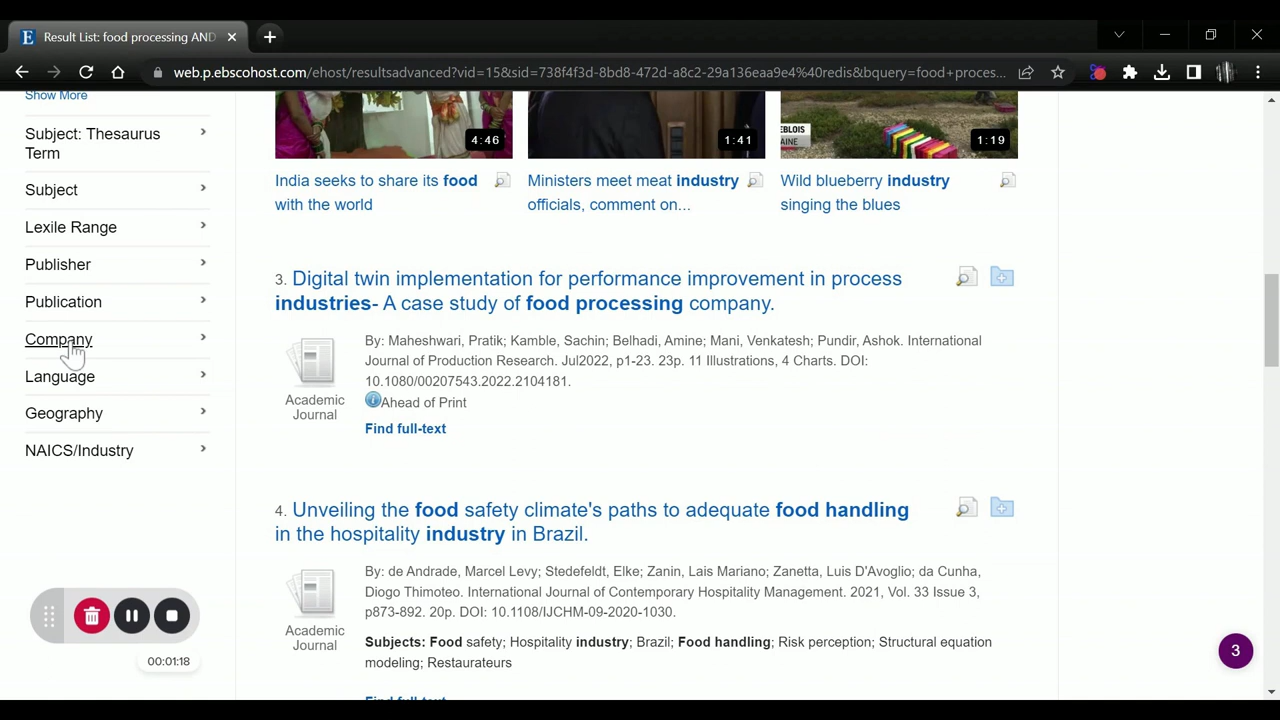 Result List: food processing AND
web.p.ebscohost.com/ehost/resultsadvanced?vid=15&sid=738f4f3d-8bd8-472d-a8c2-29a136eaa9e4%40redis&bquery=food+proces...
Show More
Subject: Thesaurus
Term
Subject
Lexile Range
Publisher
Publication
Company
Language
Geography
NAICS/Industry
00:01:18
4:46
1:41
EBLOIS
AINE
1:19
India seeks to share its food
with the world
Ministers meet meat industry
officials, comment on...
Wild blueberry industry
singing the blues
3. Digital twin implementation for performance improvement in process
industries- A case study of food processing company.
Academic
Journal
By: Maheshwari, Pratik; Kamble, Sachin; Belhadi, Amine; Mani, Venkatesh; Pundir, Ashok. International
Journal of Production Research. Jul2022, p1-23. 23p. 11 Illustrations, 4 Charts. DOI:
10.1080/00207543.2022.2104181.
Ahead of Print
Find full-text
4. Unveiling the food safety climate's paths to adequate food handling
in the hospitality industry in Brazil.
Academic
Journal
By: de Andrade, Marcel Levy; Stedefeldt, Elke; Zanin, Lais Mariano; Zanetta, Luis D'Avoglio; da Cunha,
Diogo Thimoteo. International Journal of Contemporary Hospitality Management. 2021, Vol. 33 Issue 3,
p873-892. 20p. DOI: 10.1108/IJCHM-09-2020-1030.
Subjects: Food safety; Hospitality industry; Brazil; Food handling; Risk perception; Structural equation
modeling; Restaurateurs
Find full-text
3